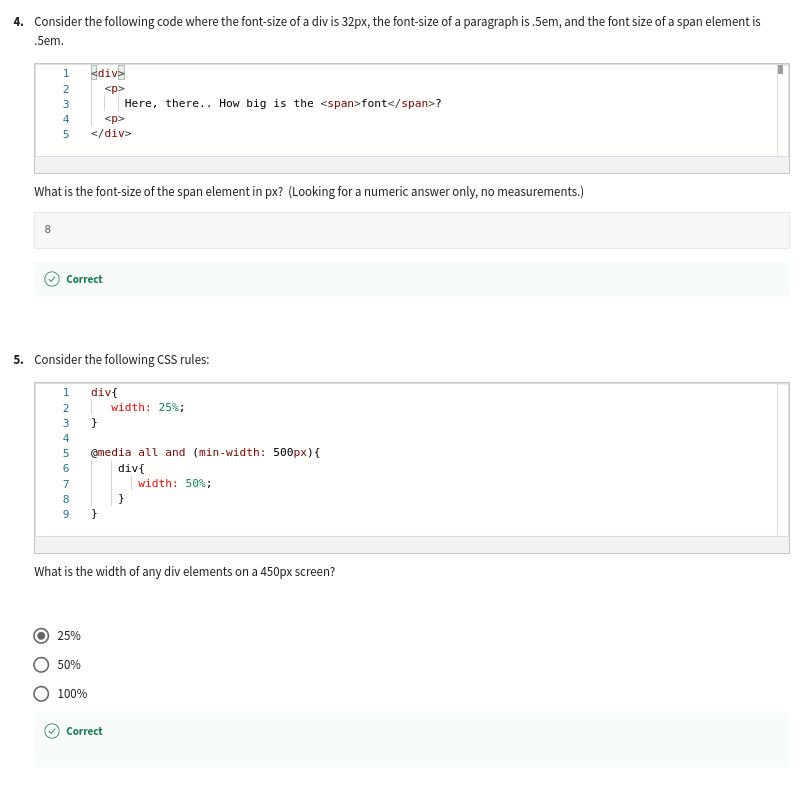 4. Consider the following code where the font-size of a div is 32px, the font-size of a paragraph is .5em, and the font size of a span element is
.5em.
1 <div>
2 <p>
3 Here, there.. How big is the <span>font</span>?
4 <p>
5 </div>
What is the font-size of the span element in px? (Looking for a numeric answer only, no measurements.)
8
Correct
5. Consider the following CSS rules:
1 div{
2 width: 25%;
3 }
4
5 @media all and (min-width: 500px){
6 div{
7 width: 50%;
8 }
9 }
What is the width of any div elements on a 450px screen?
25%
50%
100%
Correct